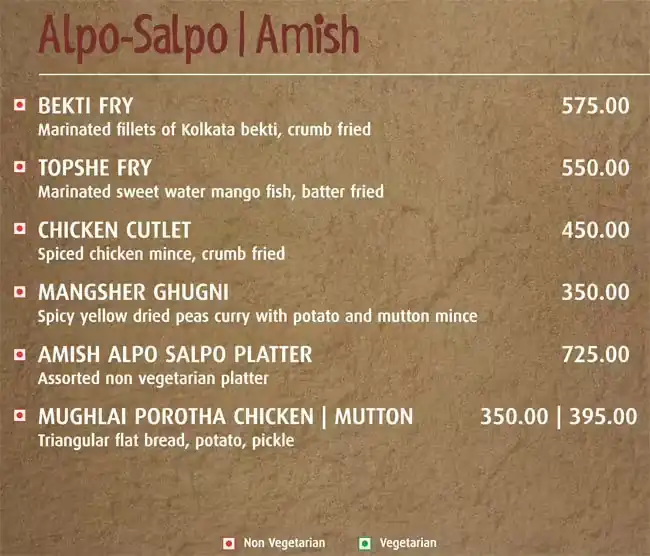 Alpo-Salpo | Amish
BEKTI FRY 575.00
Marinated fillets of Kolkata bekti, crumb fried
TOPSHE FRY 550.00
Marinated sweet water mango fish, batter fried
CHICKEN CUTLET 450.00
Spiced chicken mince, crumb fried
MANGSHER GHUGNI 350.00
Spicy yellow dried peas curry with potato and mutton mince
AMISH ALPO SALPO PLATTER 725.00
Assorted non vegetarian platter
MUGHLAI POROTHA CHICKEN | MUTTON 350.00 | 395.00
Triangular flat bread, potato, pickle
Non Vegetarian Vegetarian